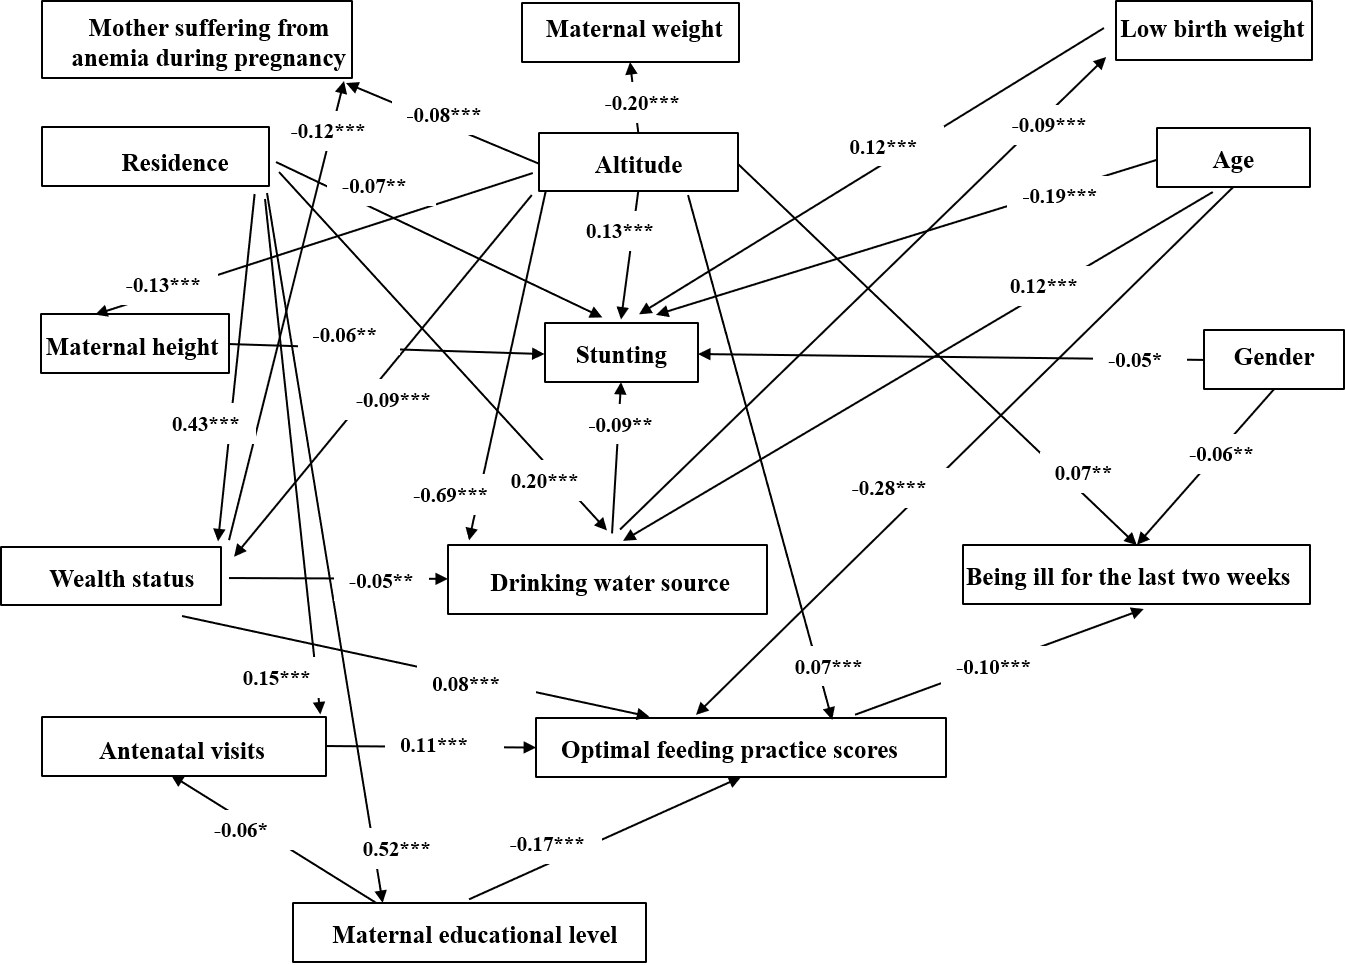 Mother suffering from
anemia during pregnancy
Maternal weight
Low birth weight
-0.20***
-0.08***
-0.12***
-0.09***
0.12***
Residence
Altitude
Age
-0.07**
-0.19***
0.13***
-0.13***
0.12***
Maternal height
-0.06**
Stunting
-0.05*
Gender
-0.09***
0.43***
-0.09**
-0.06**
0.07**
0.20***
-0.69***
-0.28***
Wealth status
-0.05**
Drinking water source
Being ill for the last two weeks
0.15***
0.08***
0.07***
-0.10***
Antenatal visits
0.11***
Optimal feeding practice scores
-0.06*
0.52***
-0.17***
Maternal educational level